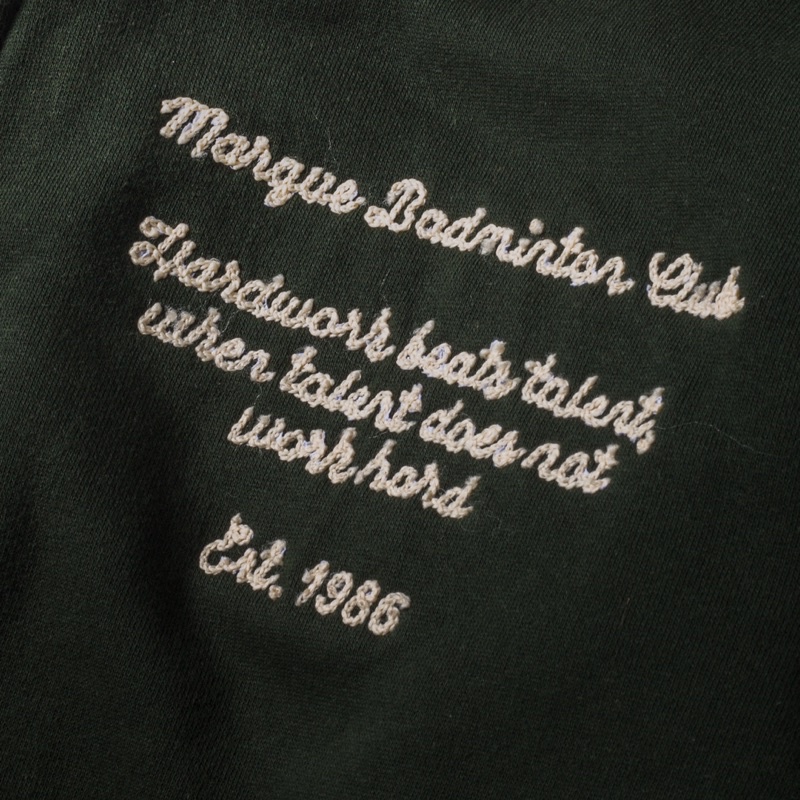 Marque Badminton Club
Hardwork beats talent,
when talent does not
work hard
Est. 1986